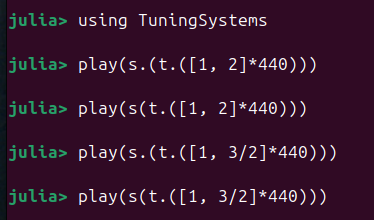 julia> using TuningSystems
julia> play(s.(t.([1, 2]*440)))
julia> play(s(t.([1, 2]*440)))
julia> play(s.(t.([1, 3/2]*440)))
julia> play(s(t.([1, 3/2]*440)))